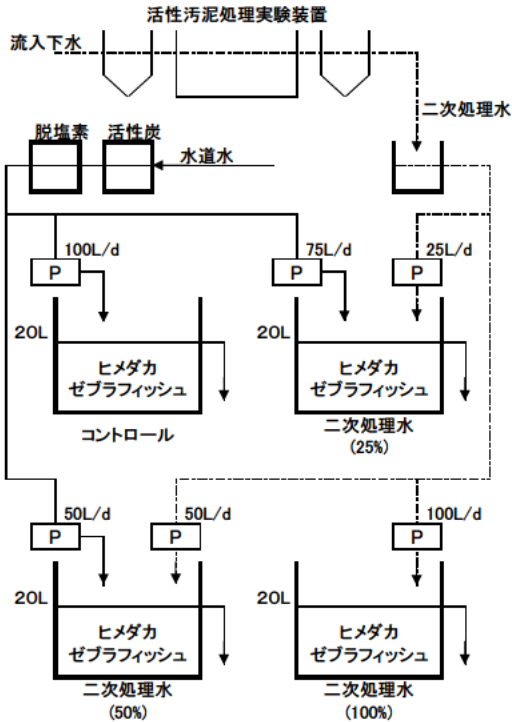 活性汚泥処理実験装置
流入下水
二次処理水
脱塩素 活性炭
水道水
100L/d
75L/d
25L/d
P
P
P
20L
ヒメダカ
ゼブラフィッシュ
コントロール
20L
ヒメダカ
ゼブラフィッシュ
二次処理水
(25%)
50L/d
50L/d
100L/d
P
P
P
20L
ヒメダカ
ゼブラフィッシュ
二次処理水
(50%)
20L
ヒメダカ
ゼブラフィッシュ
二次処理水
(100%)